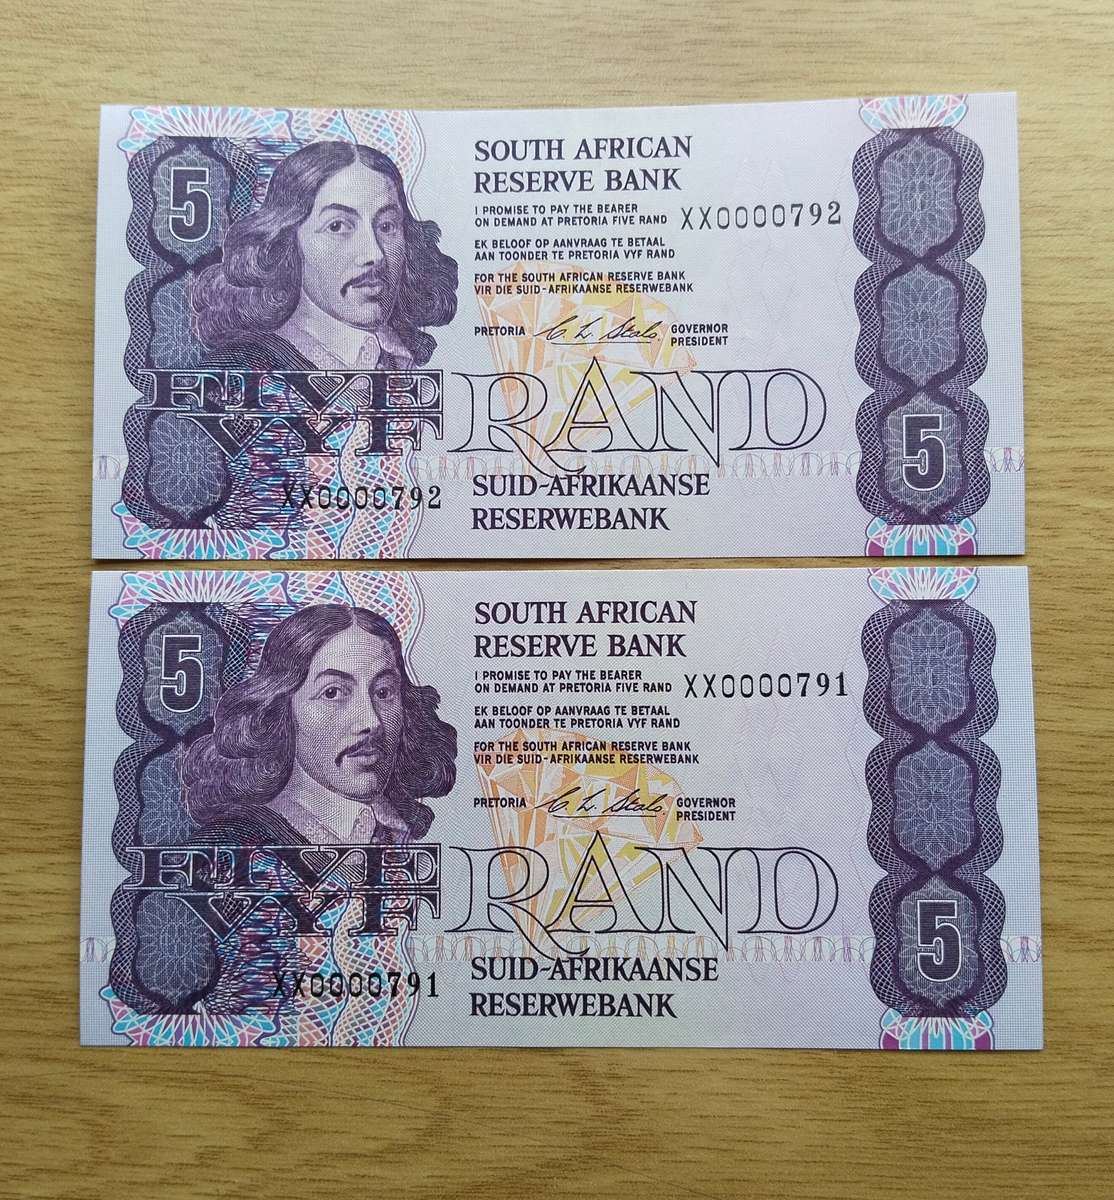 5
SOUTH AFRICAN
RESERVE BANK
I PROMISE TO PAY THE BEARER
ON DEMAND AT PRETORIA FIVE RAND
XX0000792
EK BELOOF OP AANVRAAG TE BETAAL
AAN TOONDER TE PRETORIA VYF RAND
FOR THE SOUTH AFRICAN RESERVE BANK
VIR DIE SUID-AFRIKAANSE RESERWEBANK
PRETORIA C L Stals. GOVERNOR
PRESIDENT
FIVE RAND
VYF
5
XX0000792
SUID-AFRIKAANSE
RESERWEBANK
5
SOUTH AFRICAN
RESERVE BANK
I PROMISE TO PAY THE BEARER
ON DEMAND AT PRETORIA FIVE RAND
XX0000791
EK BELOOF OP AANVRAAG TE BETAAL
AAN TOONDER TE PRETORIA VYF RAND
FOR THE SOUTH AFRICAN RESERVE BANK
VIR DIE SUID-AFRIKAANSE RESERWEBANK
PRETORIA C L Stals. GOVERNOR
PRESIDENT
FIVE RAND
VYF
5
XX0000791
SUID-AFRIKAANSE
RESERWEBANK